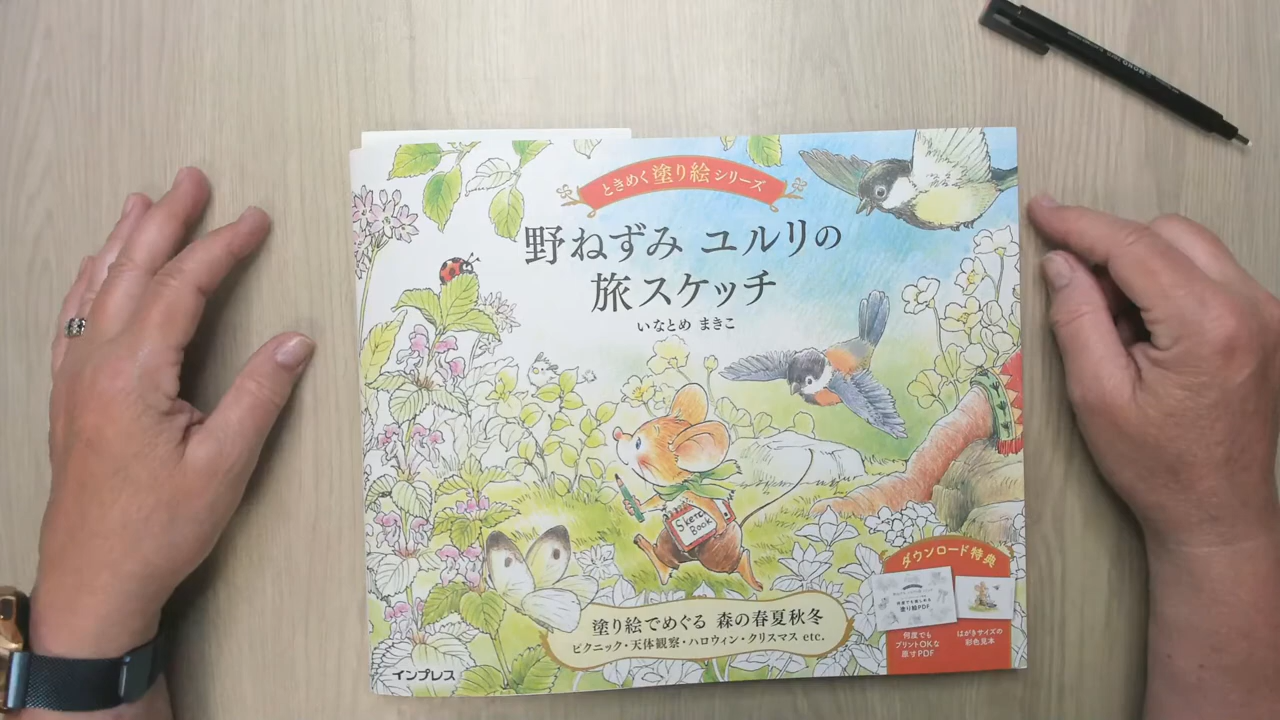 ときめく塗り絵シリーズ
野ねずみ ユルリの
旅スケッチ
いなとめ まきこ
Sketch
Book
ダウンロード特典
塗り絵PDF
何度でも
プリントOKな
塗り絵でめぐる 森の春夏秋冬
ピクニック・天体観察・ハロウィン・クリスマス etc.
はがきサイズの
彩色見本
インプレス